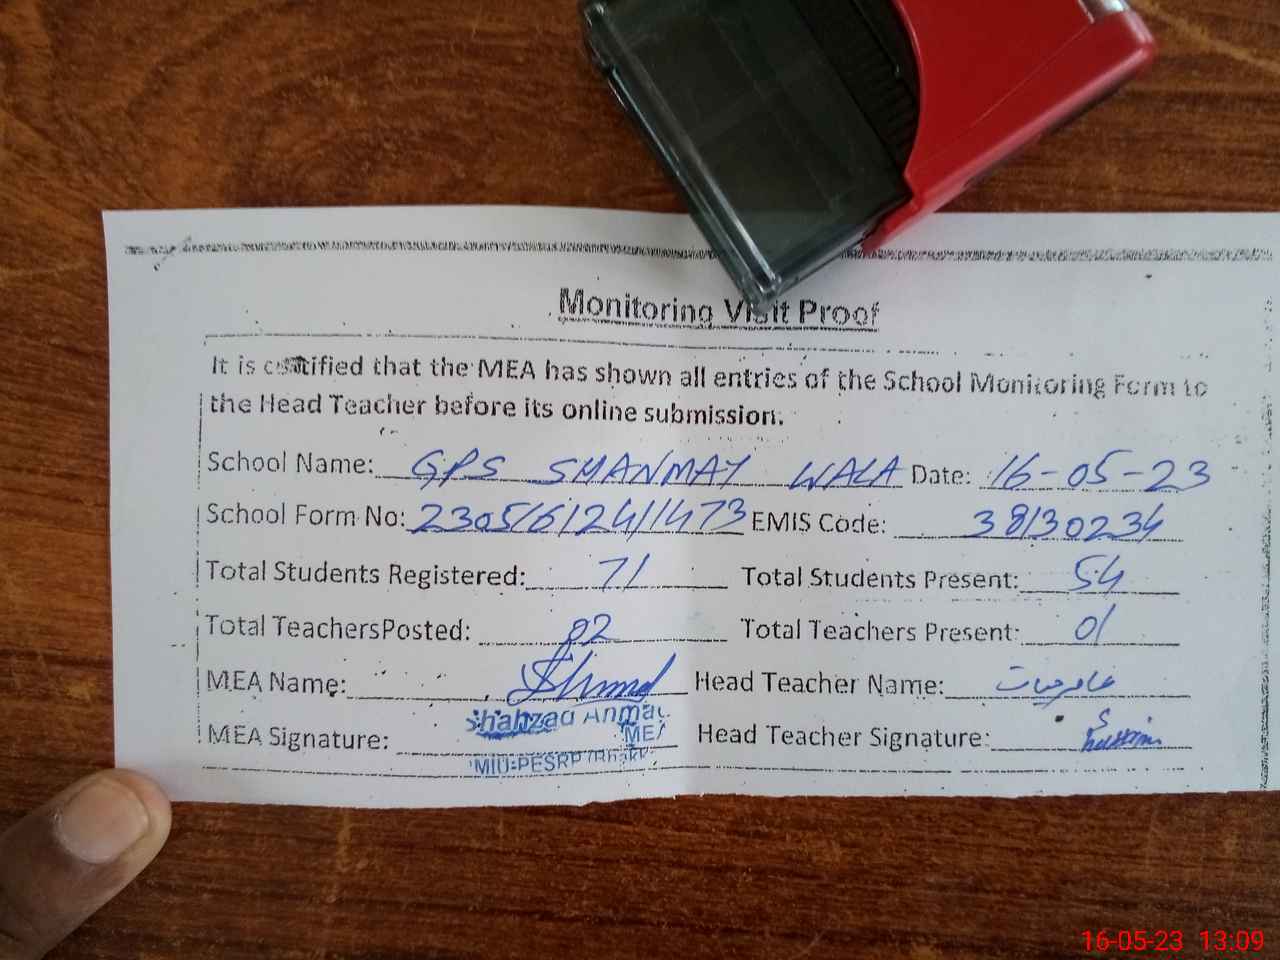 Monitoring Visit Proof
It is certified that the MEA has shown all entries of the School Monitoring Form to
the Head Teacher before its online submission.
School Name: GPS SHANMAY WALA Date: 16-05-23
School Form No: 23051612411473 EMIS Code: 38130234
Total Students Registered: 71 Total Students Present: 54
Total TeachersPosted: 02 Total Teachers Present: 01
MEA Name: Head Teacher Name:
Shahzad Ahmad
MEA
MEA Signature: Head Teacher Signature:
MIU-PESRP
16-05-23 13:09